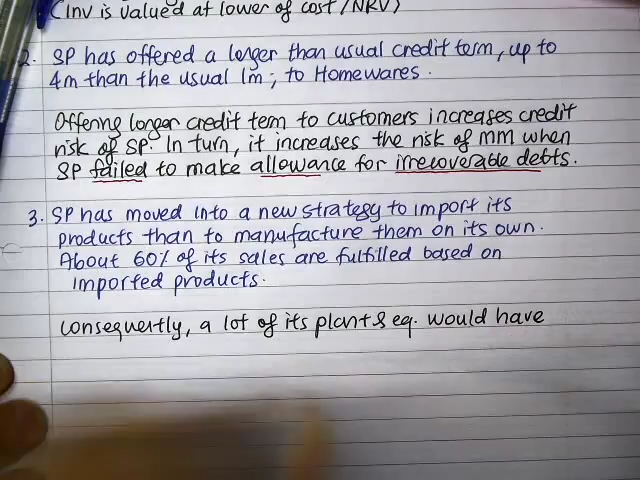 (Inv is valued at lower of cost/NRV)
2. SP has offered a longer than usual credit term, up to
4m than the usual 1m; to Homewares.
Offering longer credit tem to customers increases credit
risk of SP. In turn, it increases the risk of MM when
SP failed to make allowance for irrecoverable debts.
3. SP has moved into a new strategy to import its
products than to manufacture them on its own.
About 60% of its sales are fulfilled based on
imported products.
Consequently, a lot of its plant & eq. would have